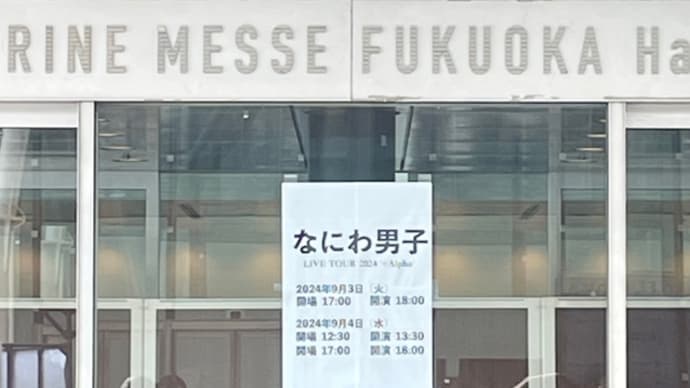 RINE MESSE FUKUOKA Ha
なにわ男子
LIVE TOUR 2024 '+Alpha'
2024年9月3日（火）
開場 17:00 開演 18:00
2024年9月4日（水）
開場 12:30 開演 13:30
開場 17:00 開演 18:00